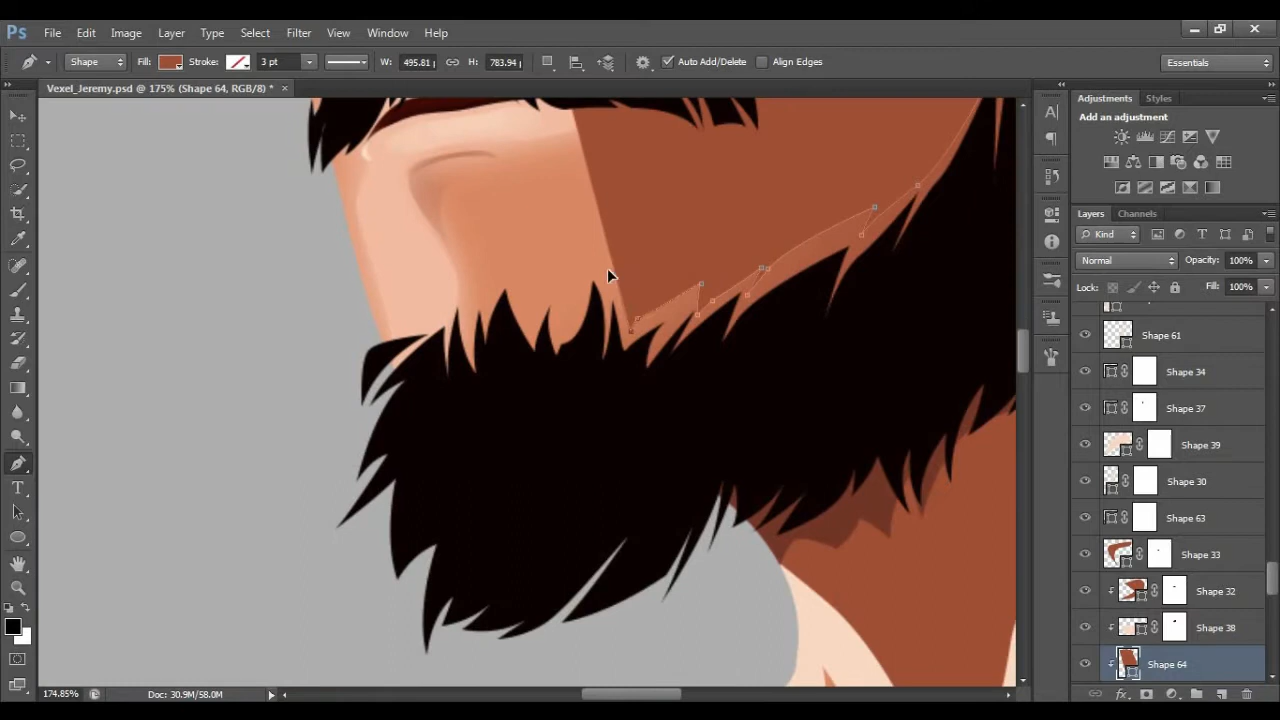 Ps File Edit Image Layer Type Select Filter View Window Help
Shape Fill: Stroke: 3 pt W: 495.81 p H: 783.94 p Auto Add/Delete Align Edges Essentials
Vexel_Jeremy.psd @ 175% (Shape 64, RGB/8) * ×
Adjustments Styles
Add an adjustment
Layers Channels
Kind
Normal Opacity: 100%
Lock: Fill: 100%
Shape 61
Shape 34
Shape 37
Shape 39
Shape 30
Shape 63
Shape 33
Shape 32
Shape 38
Shape 64
174.85% Doc: 30.9M/58.0M